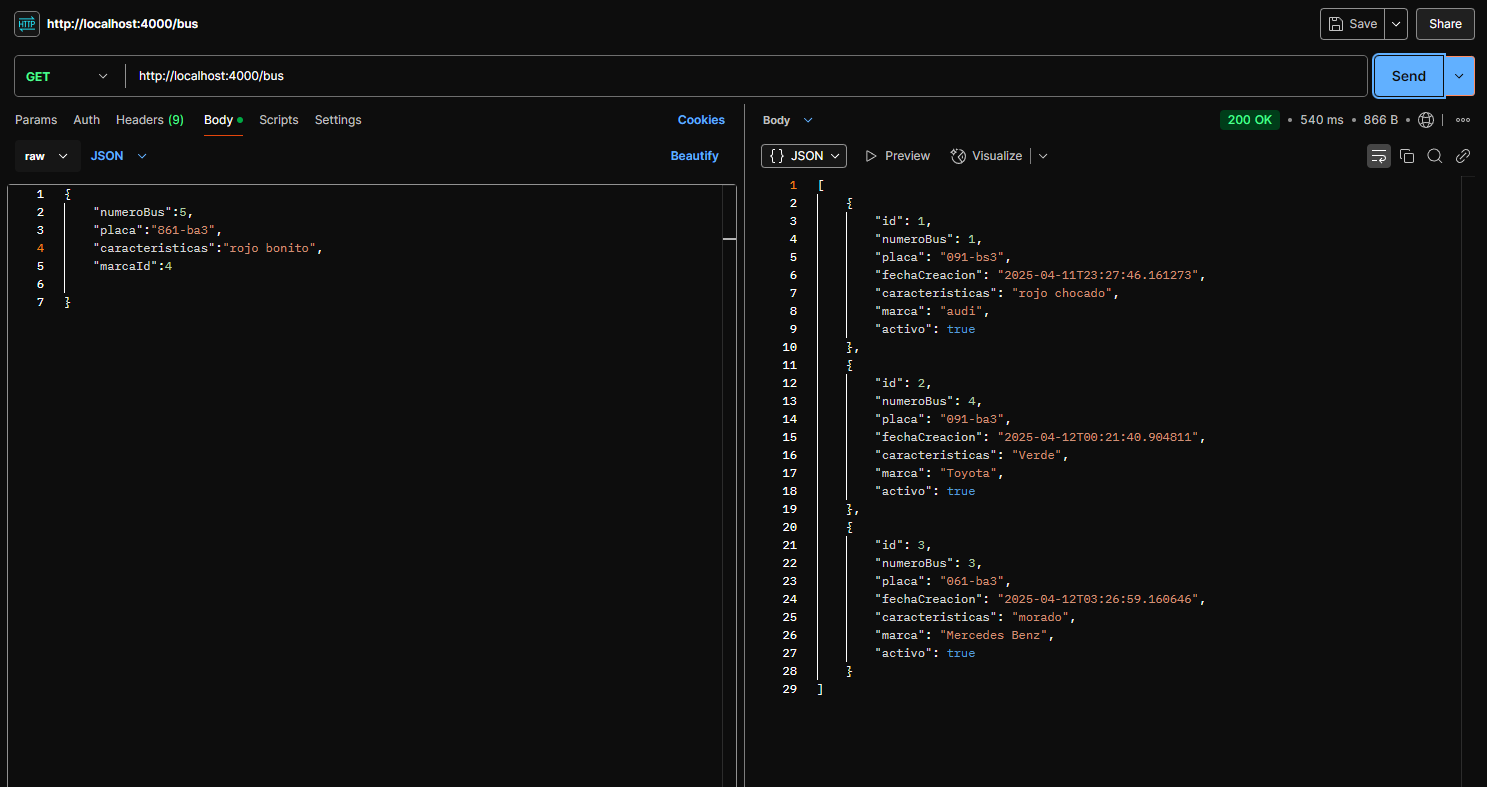 HTTP http://localhost:4000/bus
Save Share
GET http://localhost:4000/bus Send
Params Auth Headers (9) Body Scripts Settings Cookies
raw JSON Beautify
1 {
2 "numeroBus":5,
3 "placa":"861-ba3",
4 "caracteristicas":"rojo bonito",
5 "marcaId":4
6
7 }
Body 200 OK • 540 ms • 866 B •
{} JSON Preview Visualize
1 [
2 {
3 "id": 1,
4 "numeroBus": 1,
5 "placa": "091-bs3",
6 "fechaCreacion": "2025-04-11T23:27:46.161273",
7 "caracteristicas": "rojo chocado",
8 "marca": "audi",
9 "activo": true
10 },
11 {
12 "id": 2,
13 "numeroBus": 4,
14 "placa": "091-ba3",
15 "fechaCreacion": "2025-04-12T00:21:40.904811",
16 "caracteristicas": "Verde",
17 "marca": "Toyota",
18 "activo": true
19 },
20 {
21 "id": 3,
22 "numeroBus": 3,
23 "placa": "061-ba3",
24 "fechaCreacion": "2025-04-12T03:26:59.160646",
25 "caracteristicas": "morado",
26 "marca": "Mercedes Benz",
27 "activo": true
28 }
29 ]